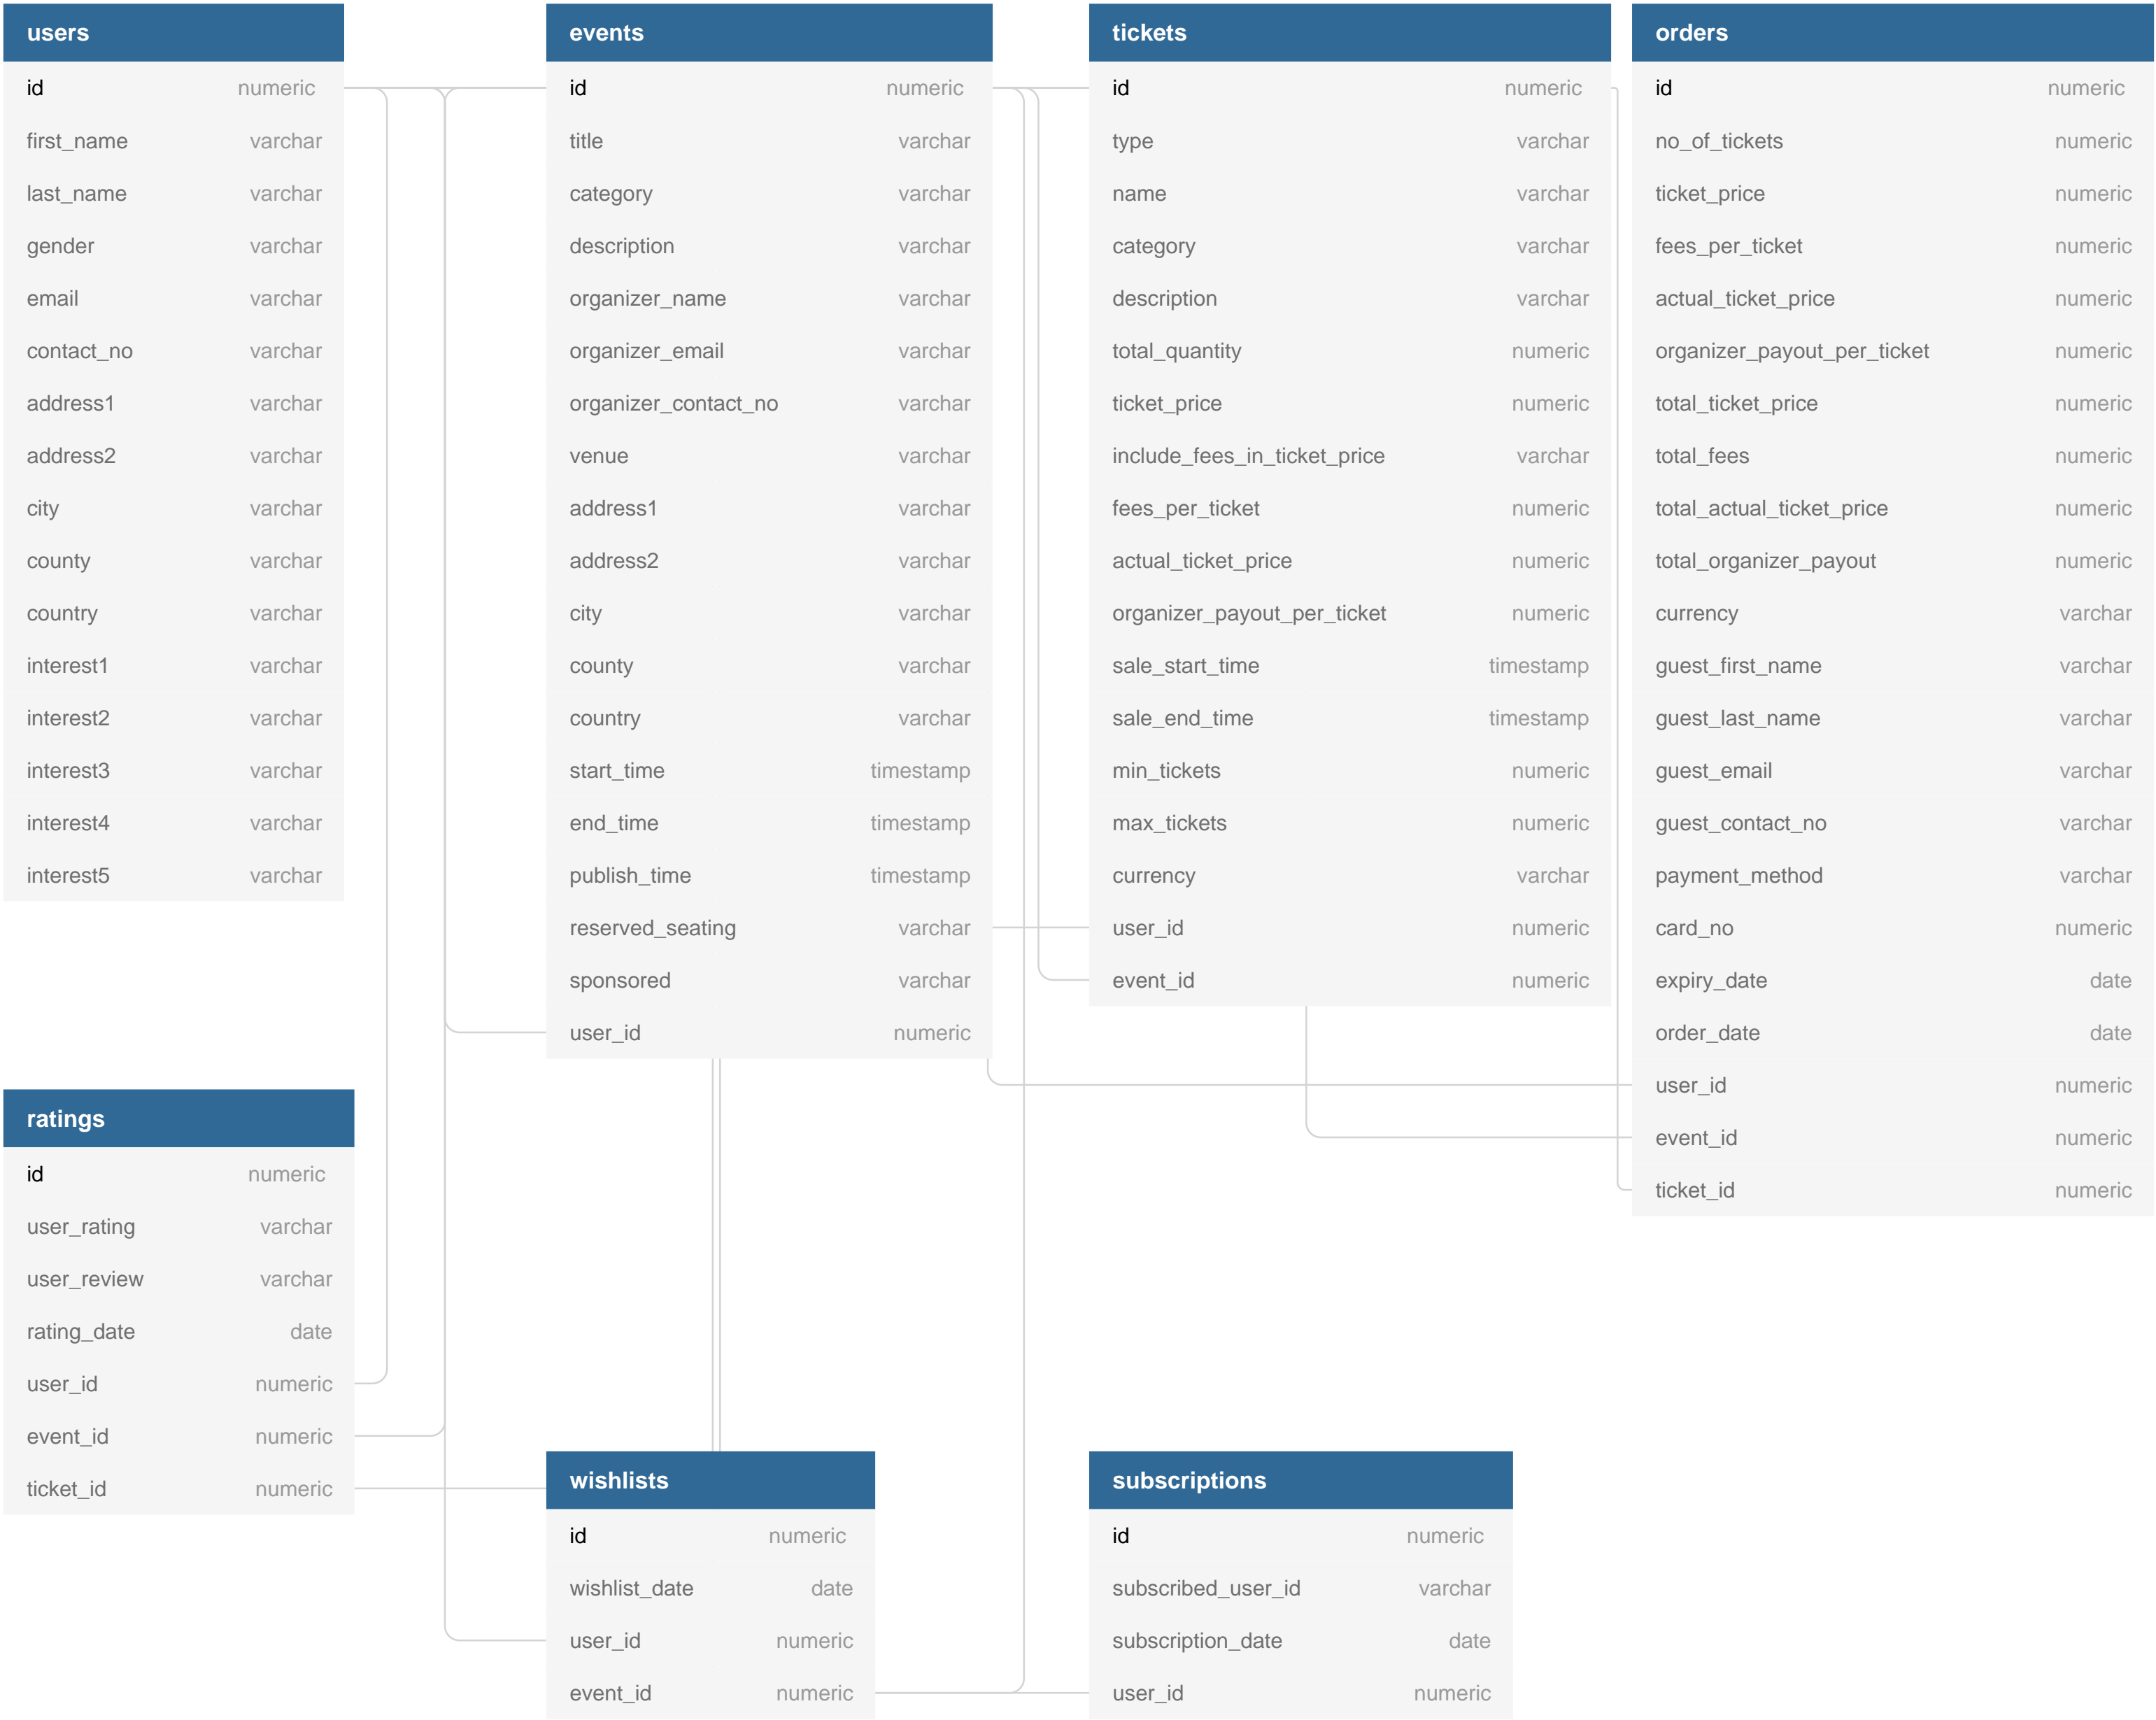 users
id numeric
first_name varchar
last_name varchar
gender varchar
email varchar
contact_no varchar
address1 varchar
address2 varchar
city varchar
county varchar
country varchar
interest1 varchar
interest2 varchar
interest3 varchar
interest4 varchar
interest5 varchar
events
id numeric
title varchar
category varchar
description varchar
organizer_name varchar
organizer_email varchar
organizer_contact_no varchar
venue varchar
address1 varchar
address2 varchar
city varchar
county varchar
country varchar
start_time timestamp
end_time timestamp
publish_time timestamp
reserved_seating varchar
sponsored varchar
user_id numeric
tickets
id numeric
type varchar
name varchar
category varchar
description varchar
total_quantity numeric
ticket_price numeric
include_fees_in_ticket_price varchar
fees_per_ticket numeric
actual_ticket_price numeric
organizer_payout_per_ticket numeric
sale_start_time timestamp
sale_end_time timestamp
min_tickets numeric
max_tickets numeric
currency varchar
user_id numeric
event_id numeric
orders
id numeric
no_of_tickets numeric
ticket_price numeric
fees_per_ticket numeric
actual_ticket_price numeric
organizer_payout_per_ticket numeric
total_ticket_price numeric
total_fees numeric
total_actual_ticket_price numeric
total_organizer_payout numeric
currency varchar
guest_first_name varchar
guest_last_name varchar
guest_email varchar
guest_contact_no varchar
payment_method varchar
card_no numeric
expiry_date date
order_date date
user_id numeric
event_id numeric
ticket_id numeric
ratings
id numeric
user_rating varchar
user_review varchar
rating_date date
user_id numeric
event_id numeric
ticket_id numeric
wishlists
id numeric
wishlist_date date
user_id numeric
event_id numeric
subscriptions
id numeric
subscribed_user_id varchar
subscription_date date
user_id numeric